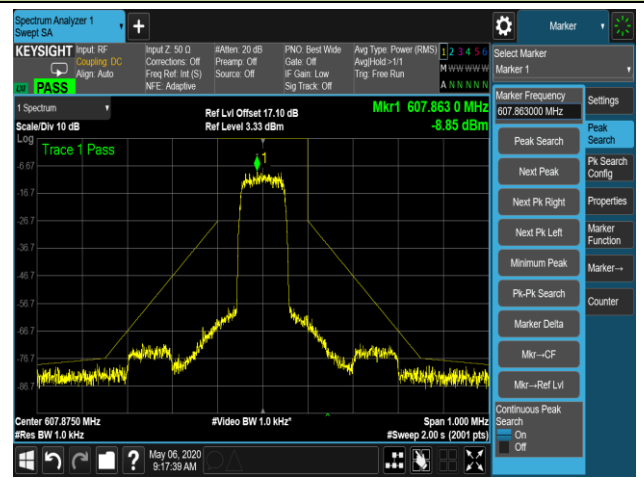 Spectrum Analyzer 1
Swept SA
+
Marker
KEYSIGHT
PASS
Input: RF
Coupling: DC
Align: Auto
Input Z: 50 Ω
Corrections: Off
Freq Ref: Int (S)
NFE: Adaptive
#Atten: 20 dB
Preamp: Off
Source: Off
PNO: Best Wide
Gate: Off
IF Gain: Low
Sig Track: Off
Avg Type: Power (RMS)
Avg|Hold:>1/1
Trig: Free Run
1 2 3 4 5 6
M W W W W W
A N N N N N
Select Marker
Marker 1
1 Spectrum
Scale/Div 10 dB
Ref Lvl Offset 17.10 dB
Ref Level 3.33 dBm
Mkr1 607.863 0 MHz
-8.85 dBm
Log
Trace 1 Pass
1
-6.67
-16.7
-26.7
-36.7
-46.7
-56.7
-66.7
-76.7
-86.7
Center 607.8750 MHz
#Res BW 1.0 kHz
#Video BW 1.0 kHz*
Span 1.000 MHz
#Sweep 2.00 s (2001 pts)
Marker Frequency
607.863000 MHz
Peak Search
Next Peak
Next Pk Right
Next Pk Left
Minimum Peak
Pk-Pk Search
Marker Delta
Mkr→CF
Mkr→Ref Lvl
Continuous Peak
Search
On
Off
Settings
Peak
Search
Pk Search
Config
Properties
Marker
Function
Marker→
Counter
?
May 06, 2020
9:17:39 AM